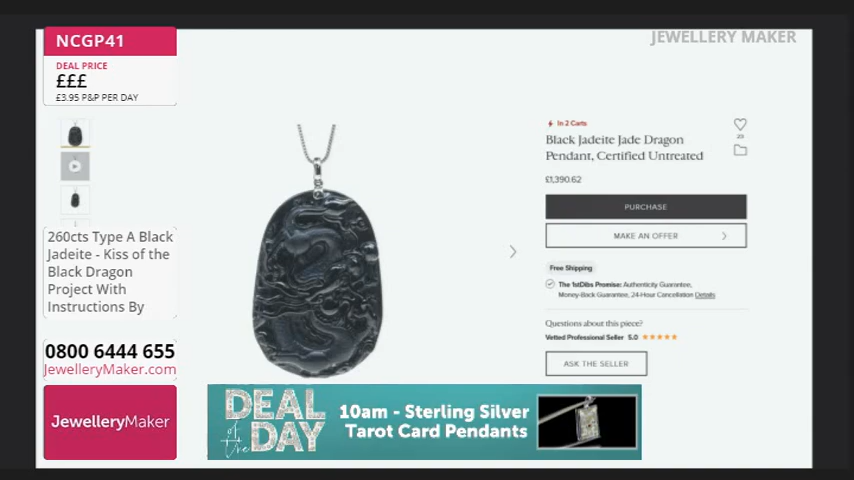 NCGP41
DEAL PRICE
£££
£3.95 P&P PER DAY
260cts Type A Black
Jadeite - Kiss of the
Black Dragon
Project With
Instructions By
0800 6444 655
JewelleryMaker.com
JewelleryMaker
JEWELLERY MAKER
In 2 Carts
Black Jadeite Jade Dragon
Pendant, Certified Untreated
20
£1,390.62
PURCHASE
MAKE AN OFFER
Free Shipping
The 1stDibs Promise: Authenticity Guarantee,
Money-Back Guarantee, 24-Hour Cancellation Details
Questions about this piece?
Vetted Professional Seller 5.0
ASK THE SELLER
DEAL
of the
DAY
10am - Sterling Silver
Tarot Card Pendants